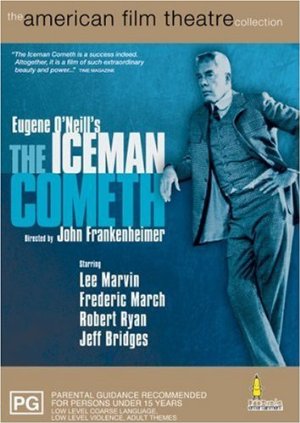 the american film theatre collection
"The Iceman Cometh is a success indeed.
Altogether, it is a film of such extraordinary
beauty and power..." TIME MAGAZINE
Eugene O'Neill's
THE ICEMAN
COMETH
Directed by John Frankenheimer
Starring
Lee Marvin
Frederic March
Robert Ryan
Jeff Bridges
PG
PARENTAL GUIDANCE RECOMMENDED
FOR PERSONS UNDER 15 YEARS
LOW LEVEL COARSE LANGUAGE,
LOW LEVEL VIOLENCE, ADULT THEMES